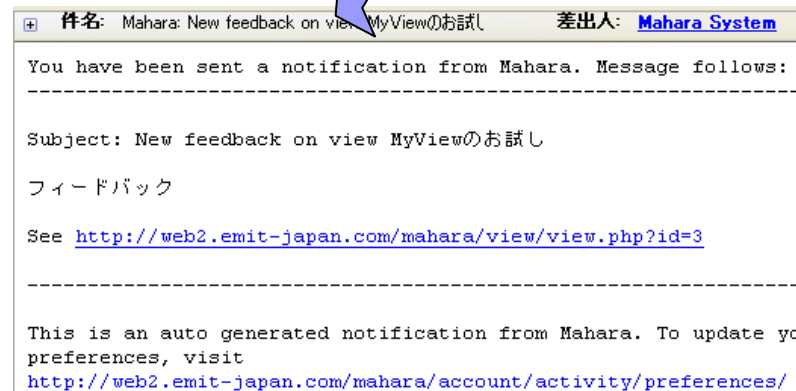 件名: Mahara: New feedback on view MyViewのお試し 差出人: Mahara System
You have been sent a notification from Mahara. Message follows:
------------------------------------------------------------
Subject: New feedback on view MyViewのお試し
フィードバック
See http://web2.emit-japan.com/mahara/view/view.php?id=3
------------------------------------------------------------
This is an auto generated notification from Mahara. To update yo
preferences, visit
http://web2.emit-japan.com/mahara/account/activity/preferences/